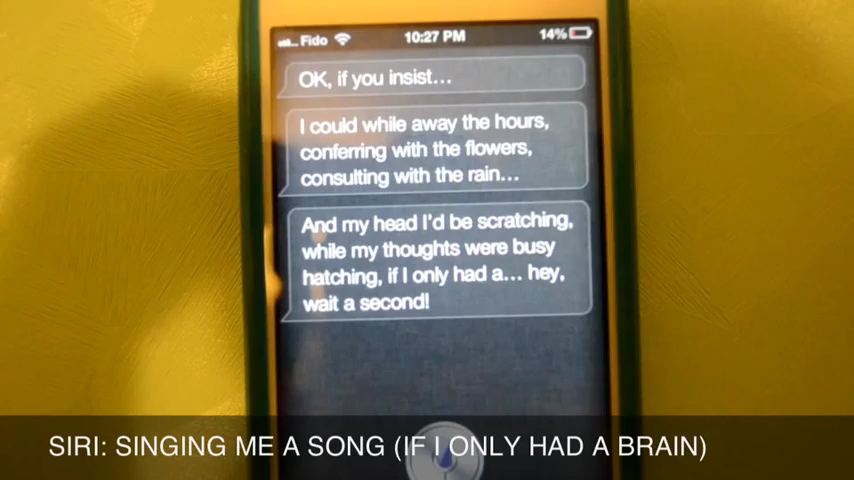 Fido 10:27 PM 14%
OK, if you insist...
I could while away the hours,
conferring with the flowers,
consulting with the rain...
And my head I'd be scratching,
while my thoughts were busy
hatching, if I only had a... hey,
wait a second!
SIRI: SINGING ME A SONG (IF I ONLY HAD A BRAIN)